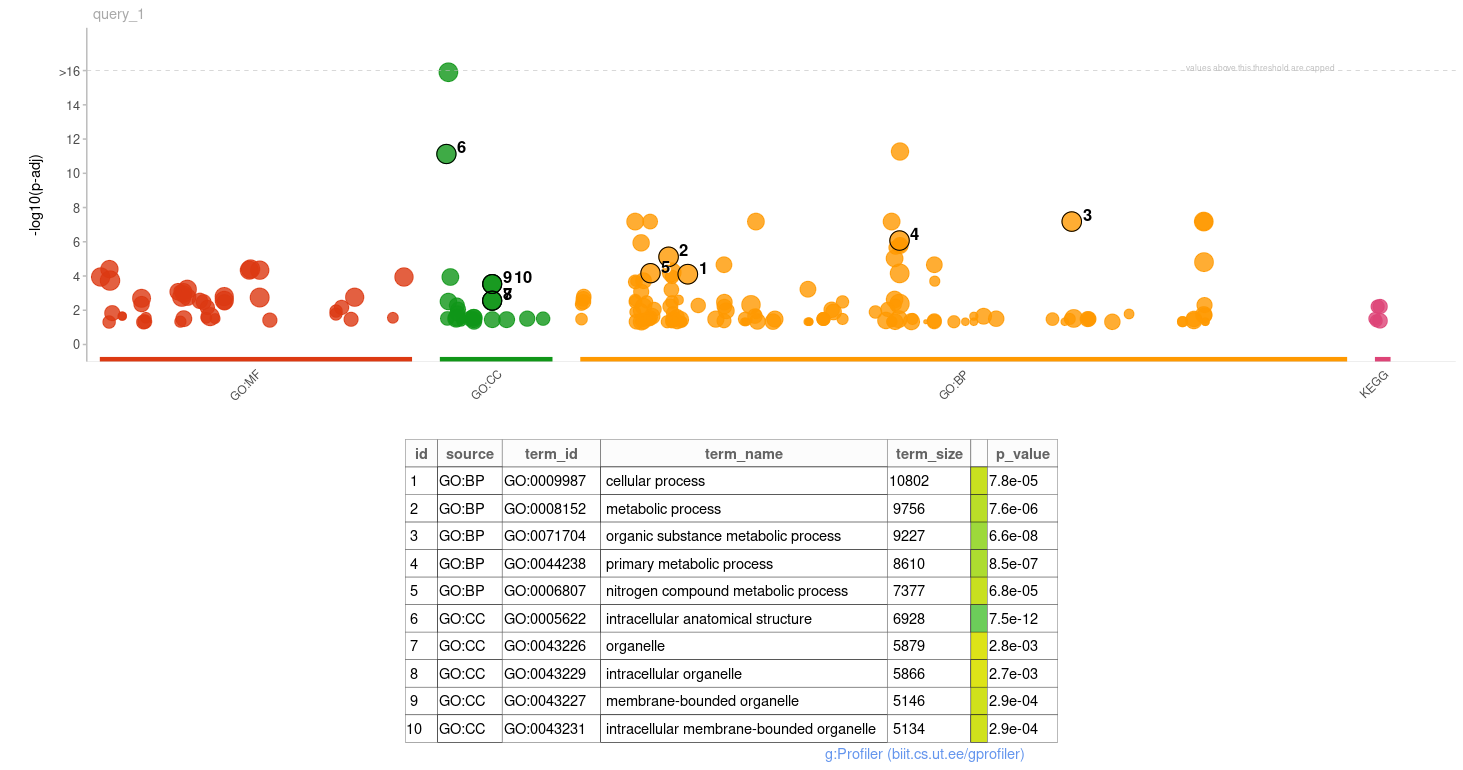 query_1
values above this threshold are capped
>16
14
12
10
8
6
4
2
0
-log10(p-adj)
6
9 10
8
7
5
2
1
4
3
GO:MF
GO:CC
GO:BP
KEGG
id source term_id term_name term_size p_value
1 GO:BP GO:0009987 cellular process 10802 7.8e-05
2 GO:BP GO:0008152 metabolic process 9756 7.6e-06
3 GO:BP GO:0071704 organic substance metabolic process 9227 6.6e-08
4 GO:BP GO:0044238 primary metabolic process 8610 8.5e-07
5 GO:BP GO:0006807 nitrogen compound metabolic process 7377 6.8e-05
6 GO:CC GO:0005622 intracellular anatomical structure 6928 7.5e-12
7 GO:CC GO:0043226 organelle 5879 2.8e-03
8 GO:CC GO:0043229 intracellular organelle 5866 2.7e-03
9 GO:CC GO:0043227 membrane-bounded organelle 5146 2.9e-04
10 GO:CC GO:0043231 intracellular membrane-bounded organelle 5134 2.9e-04
g:Profiler (biit.cs.ut.ee/gprofiler)